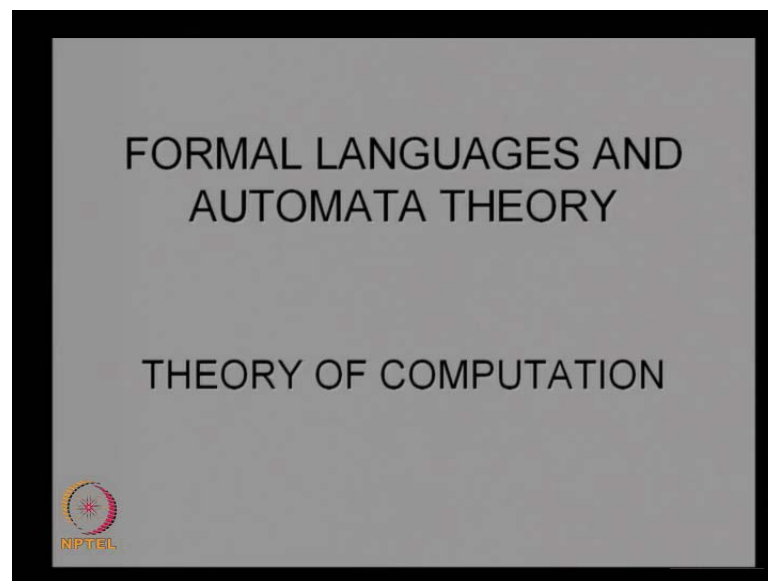 FORMAL LANGUAGES AND
AUTOMATA THEORY
THEORY OF COMPUTATION
NPTEL